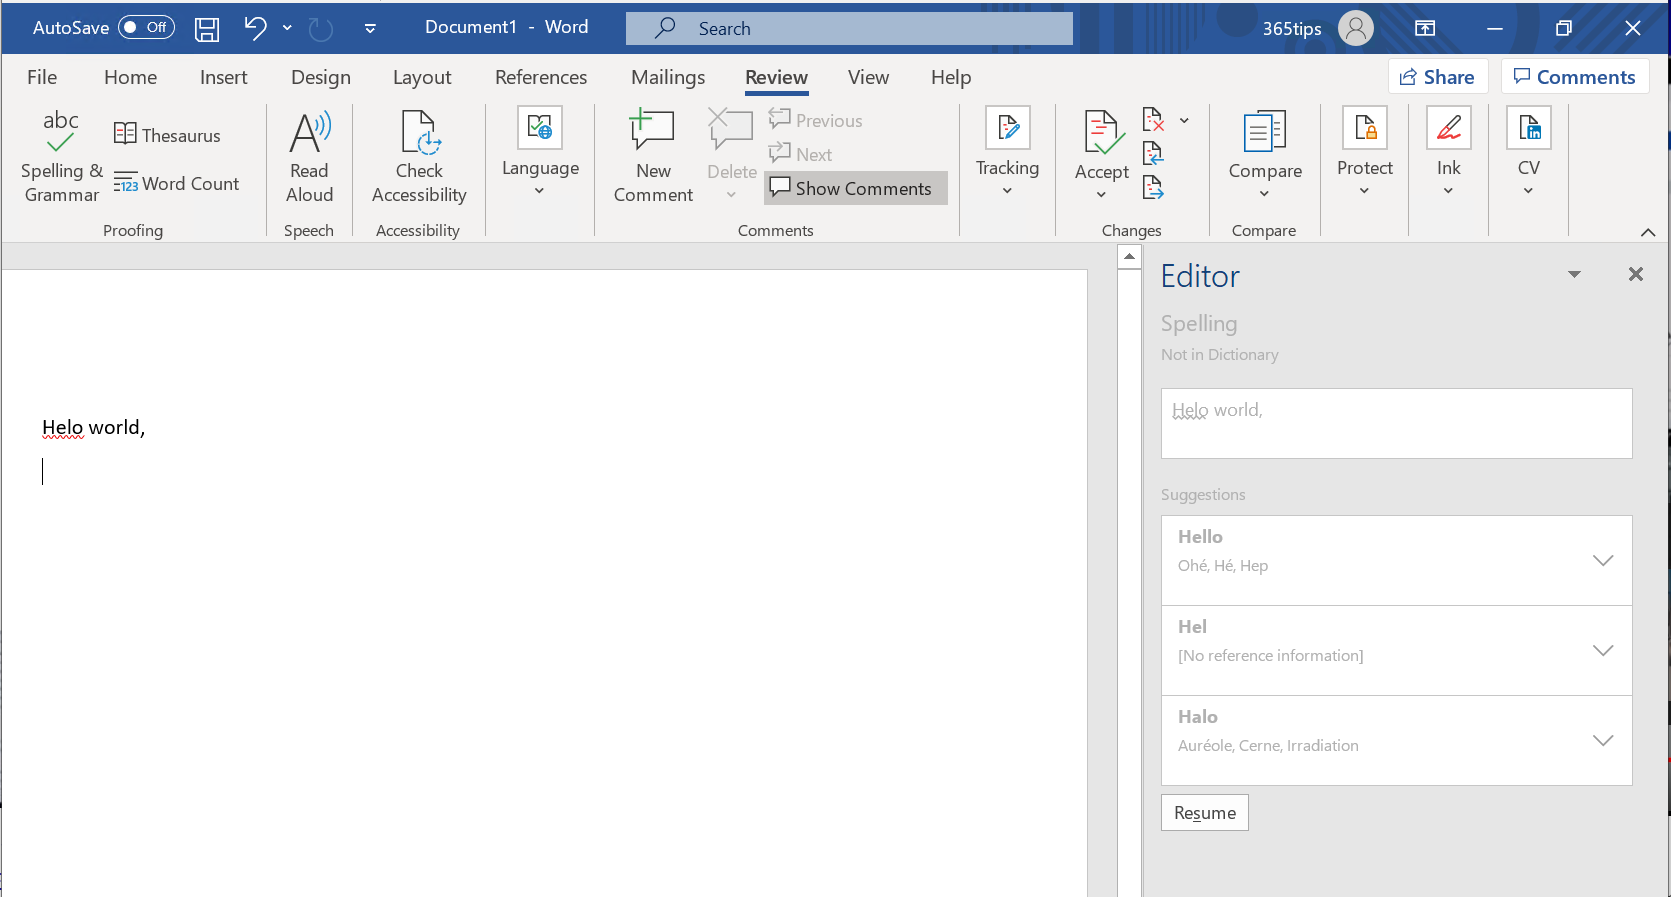 AutoSave Off Document1 - Word Search 365tips
File Home Insert Design Layout References Mailings Review View Help Share Comments
abc
Spelling &
Grammar
Thesaurus
123 Word Count
Proofing
Read
Aloud
Speech
Check
Accessibility
Accessibility
Language
New
Comment
Delete
Previous
Next
Show Comments
Comments
Tracking
Accept
Changes
Compare
Compare
Protect
Ink
in
CV
Helo world,
Editor
Spelling
Not in Dictionary
Helo world,
Suggestions
Hello
Ohé, Hé, Hep
Hel
[No reference information]
Halo
Auréole, Cerne, Irradiation
Resume